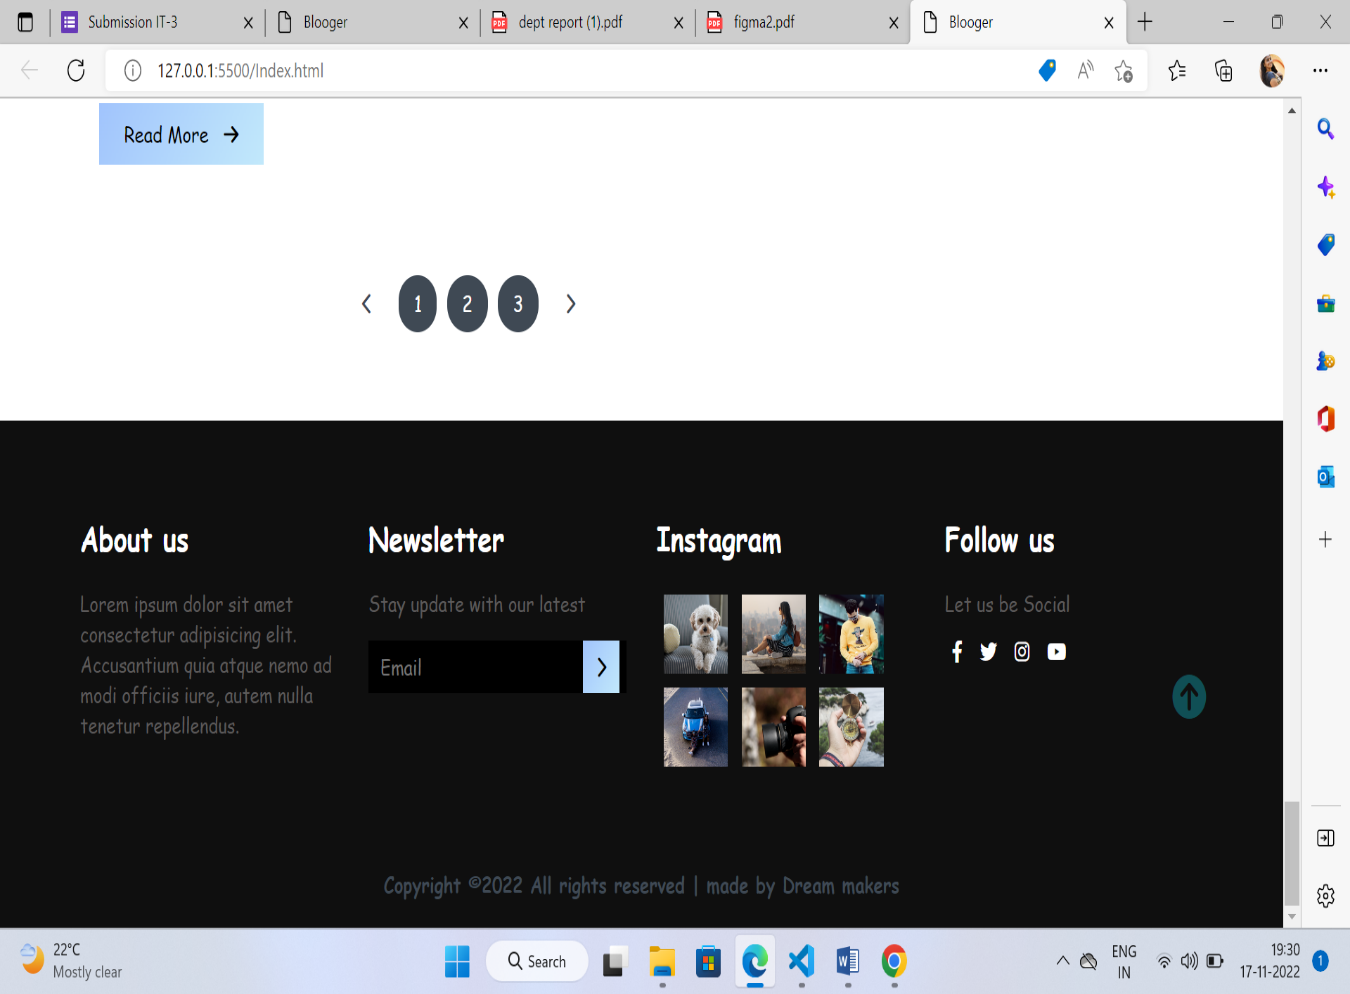 Submission IT-3
Blooger
dept report (1).pdf
figma2.pdf
Blooger
127.0.0.1:5500/Index.html
Read More
1 2 3
About us
Lorem ipsum dolor sit amet
consectetur adipisicing elit.
Accusantium quia atque nemo ad
modi officiis iure, autem nulla
tenetur repellendus.
Newsletter
Stay update with our latest
Email
Instagram
Follow us
Let us be Social
Copyright ©2022 All rights reserved | made by Dream makers
22°C
Mostly clear
Search
ENG
IN
19:30
17-11-2022
1